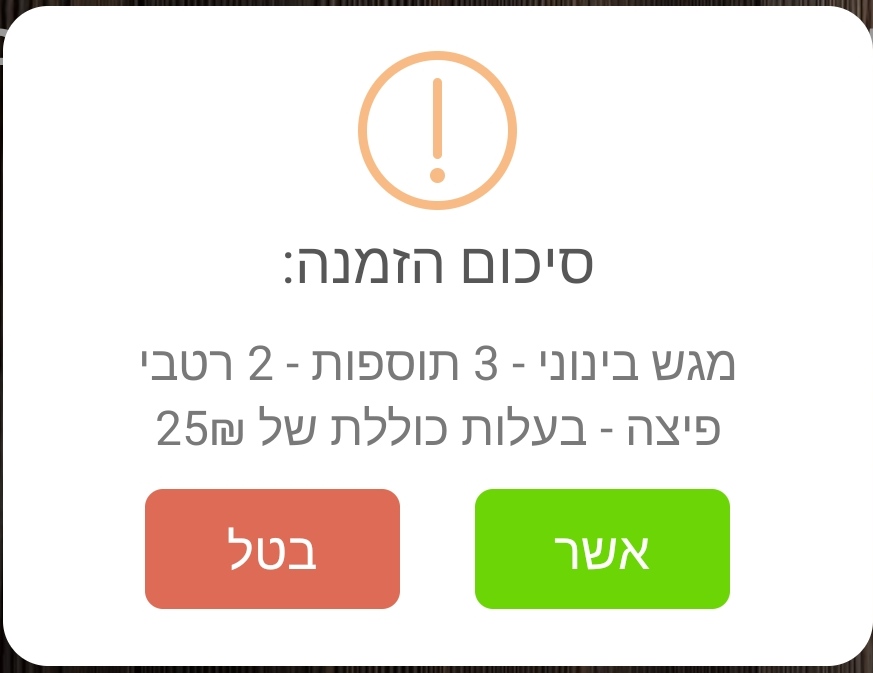 סיכום הזמנה:
מגש בינוני - 3 תוספות - 2 רטבי
פיצה - בעלות כוללת של 25₪
אשר
בטל